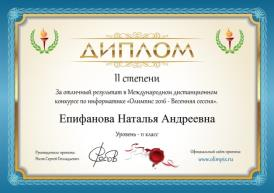 ДИПЛОМ
II степени
За отличный результат в Международном дистанционном
конкурсе по информатике «Олимпис 2016 - Весенняя сессия».
Епифанова Наталья Андреевна
Уровень - 11 класс
Руководитель проекта:
Официальный сайт проекта:
www.olimpis.ru